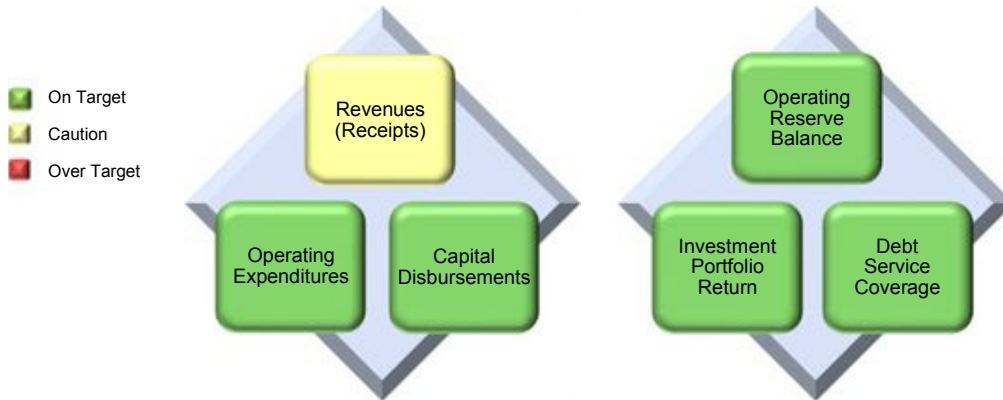 On Target
Caution
Over Target
Revenues
(Receipts)
Operating
Expenditures
Capital
Disbursements
Operating
Reserve
Balance
Investment
Portfolio
Return
Debt
Service
Coverage